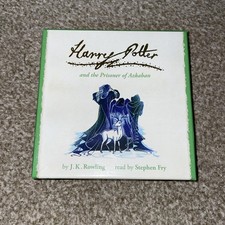 Harry Potter
and the Prisoner of Azkaban
by J. K. Rowling read by Stephen Fry